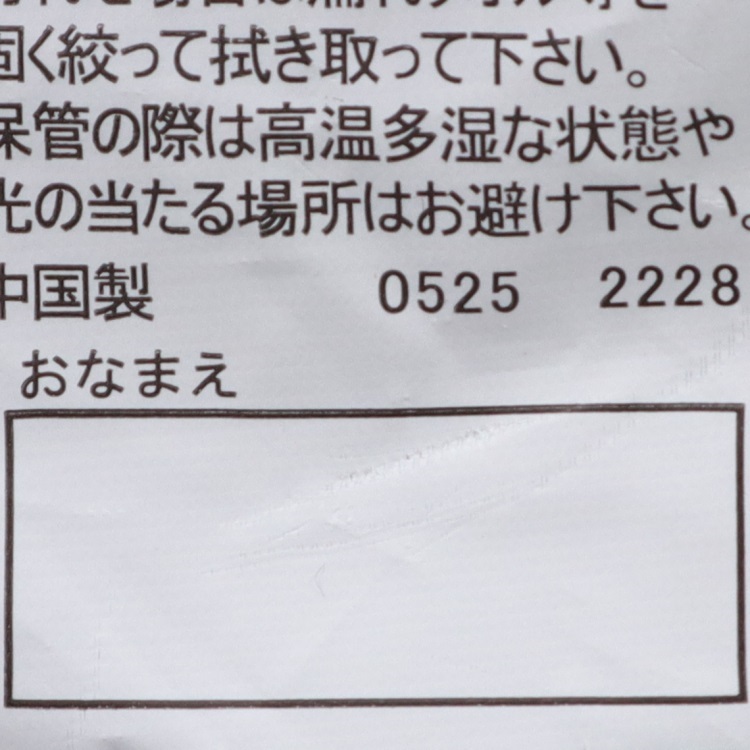 固く絞って拭き取って下さい。
保管の際は高温多湿な状態や
光の当たる場所はお避け下さい。
中国製 0525 2228
おなまえ